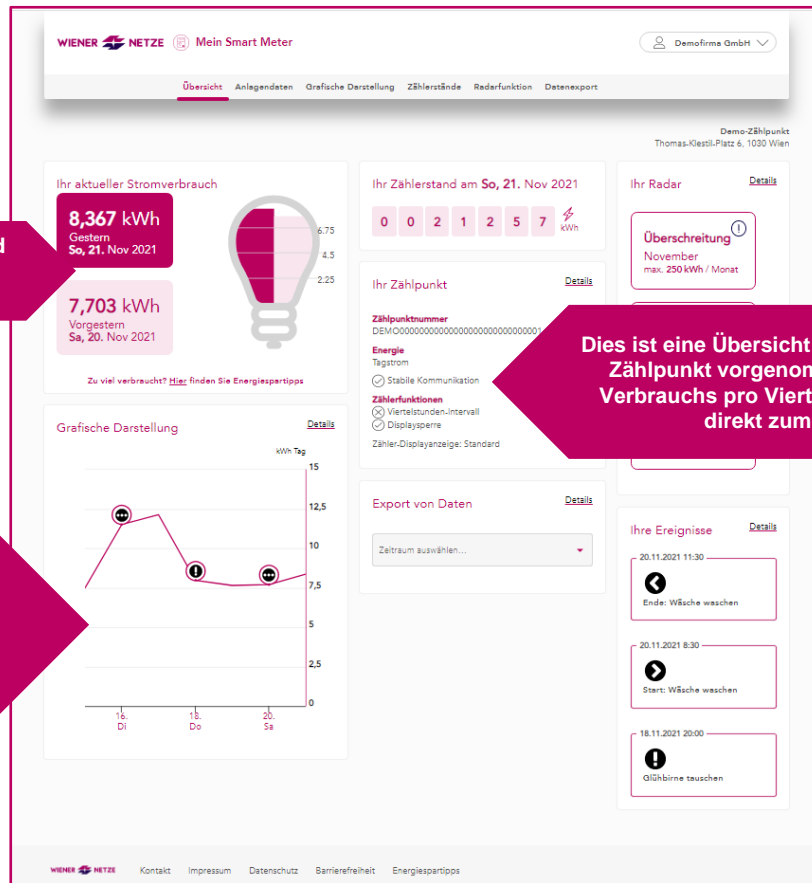 WIENER NETZE Mein Smart Meter
Demofirma GmbH
Übersicht Anlagendaten Grafische Darstellung Zählerstände Radarfunktion Datenexport
Demo-Zählpunkt
Thomas-Klestil-Platz 6, 1030 Wien
Ihr aktueller Stromverbrauch
8,367 kWh
Gestern
So, 21. Nov 2021
6.75
4.5
2.25
7,703 kWh
Vorgestern
Sa, 20. Nov 2021
Zu viel verbraucht? Hier finden Sie Energiespartipps
d
Grafische Darstellung Details
kWh Tag
15
12,5
10
7,5
5
2,5
0
16. 18. 20.
Di Do Sa
Ihr Zählerstand am So, 21. Nov 2021
0 0 2 1 2 5 7 kWh
Ihr Zählpunkt Details
Zählpunktnummer
Energie
Tagstrom
Stabile Kommunikation
Zählerfunktionen
Viertelstunden-Intervall
Displaysperre
Zähler-Displayanzeige: Standard
Export von Daten Details
Zeitraum auswählen...
Ihr Radar Details
Überschreitung
November
max. 250 kWh / Monat
Dies ist eine Übersicht
Zählpunkt vorgenom
Verbrauchs pro Viert
direkt zum
Ihre Ereignisse Details
20.11.2021 11:30
Ende: Wäsche waschen
20.11.2021 8:30
Start: Wäsche waschen
18.11.2021 20:00
Glühbirne tauschen
WIENER NETZE Kontakt Impressum Datenschutz Barrierefreiheit Energiespartipps